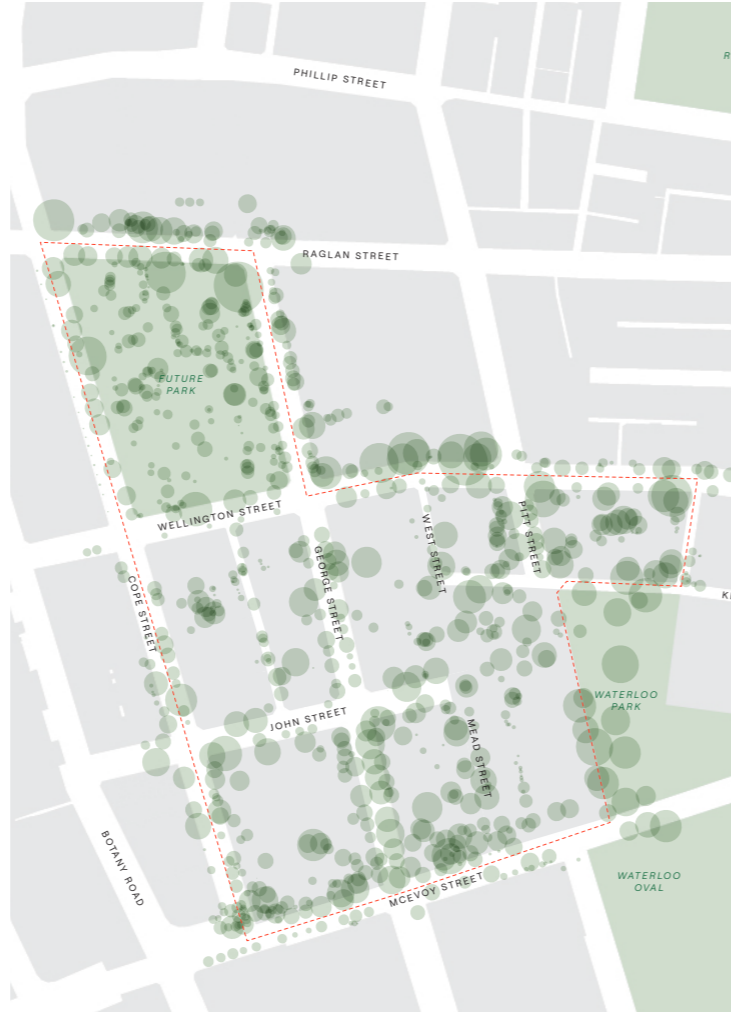 R
PHILLIP STREET
RAGLAN STREET
FUTURE
PARK
WELLINGTON STREET
WEST STREET
PITT STREET
GEORGE STREET
COPE STREET
K
WATERLOO
PARK
JOHN STREET
MEAD STREET
BOTANY ROAD
MCEVOY STREET
WATERLOO
OVAL